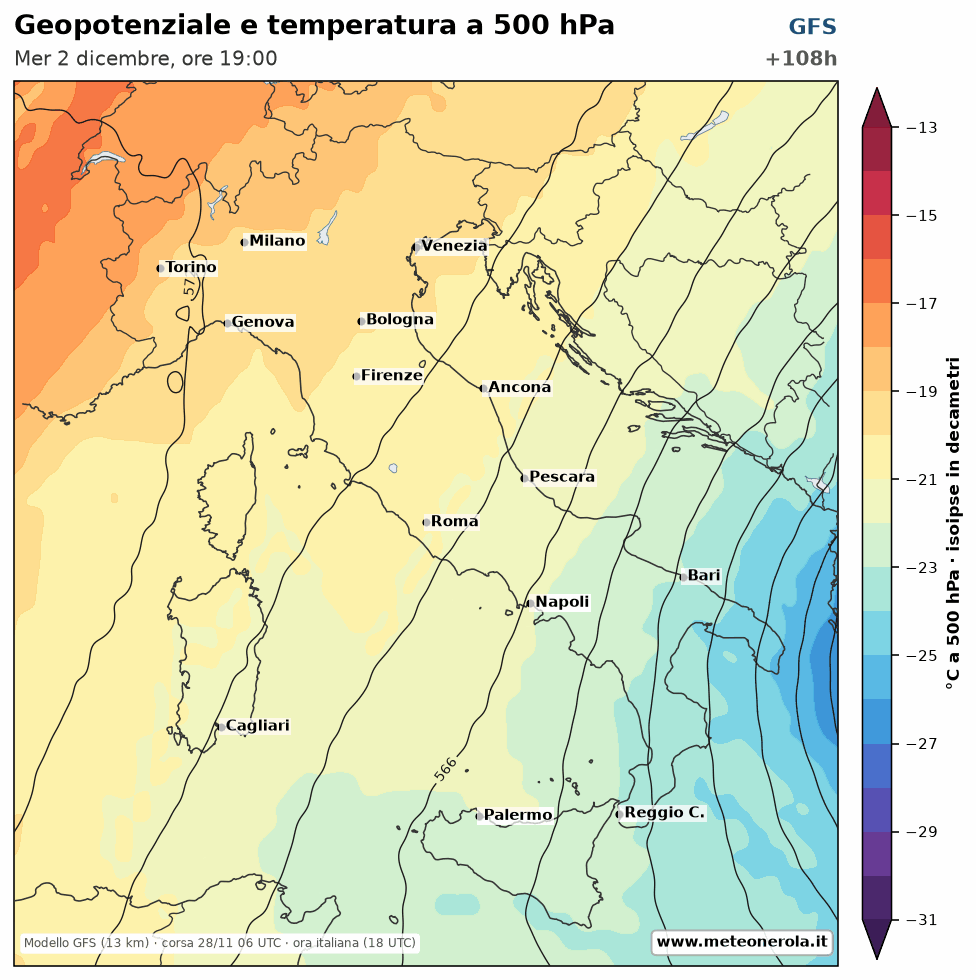 Geopotenziale e temperatura a 500 hPa
GFS
Mer 2 dicembre, ore 19:00
+108h
Milano
Venezia
Torino
Genova
Bologna
Firenze
Ancona
Pescara
Roma
Bari
Napoli
Cagliari
566
Palermo
Reggio C.
−13
−15
−17
−19
−21
−23
−25
−27
−29
−31
°C a 500 hPa · isoipse in decametri
Modello GFS (13 km) · corsa 28/11 06 UTC · ora italiana (18 UTC)
www.meteonerola.it